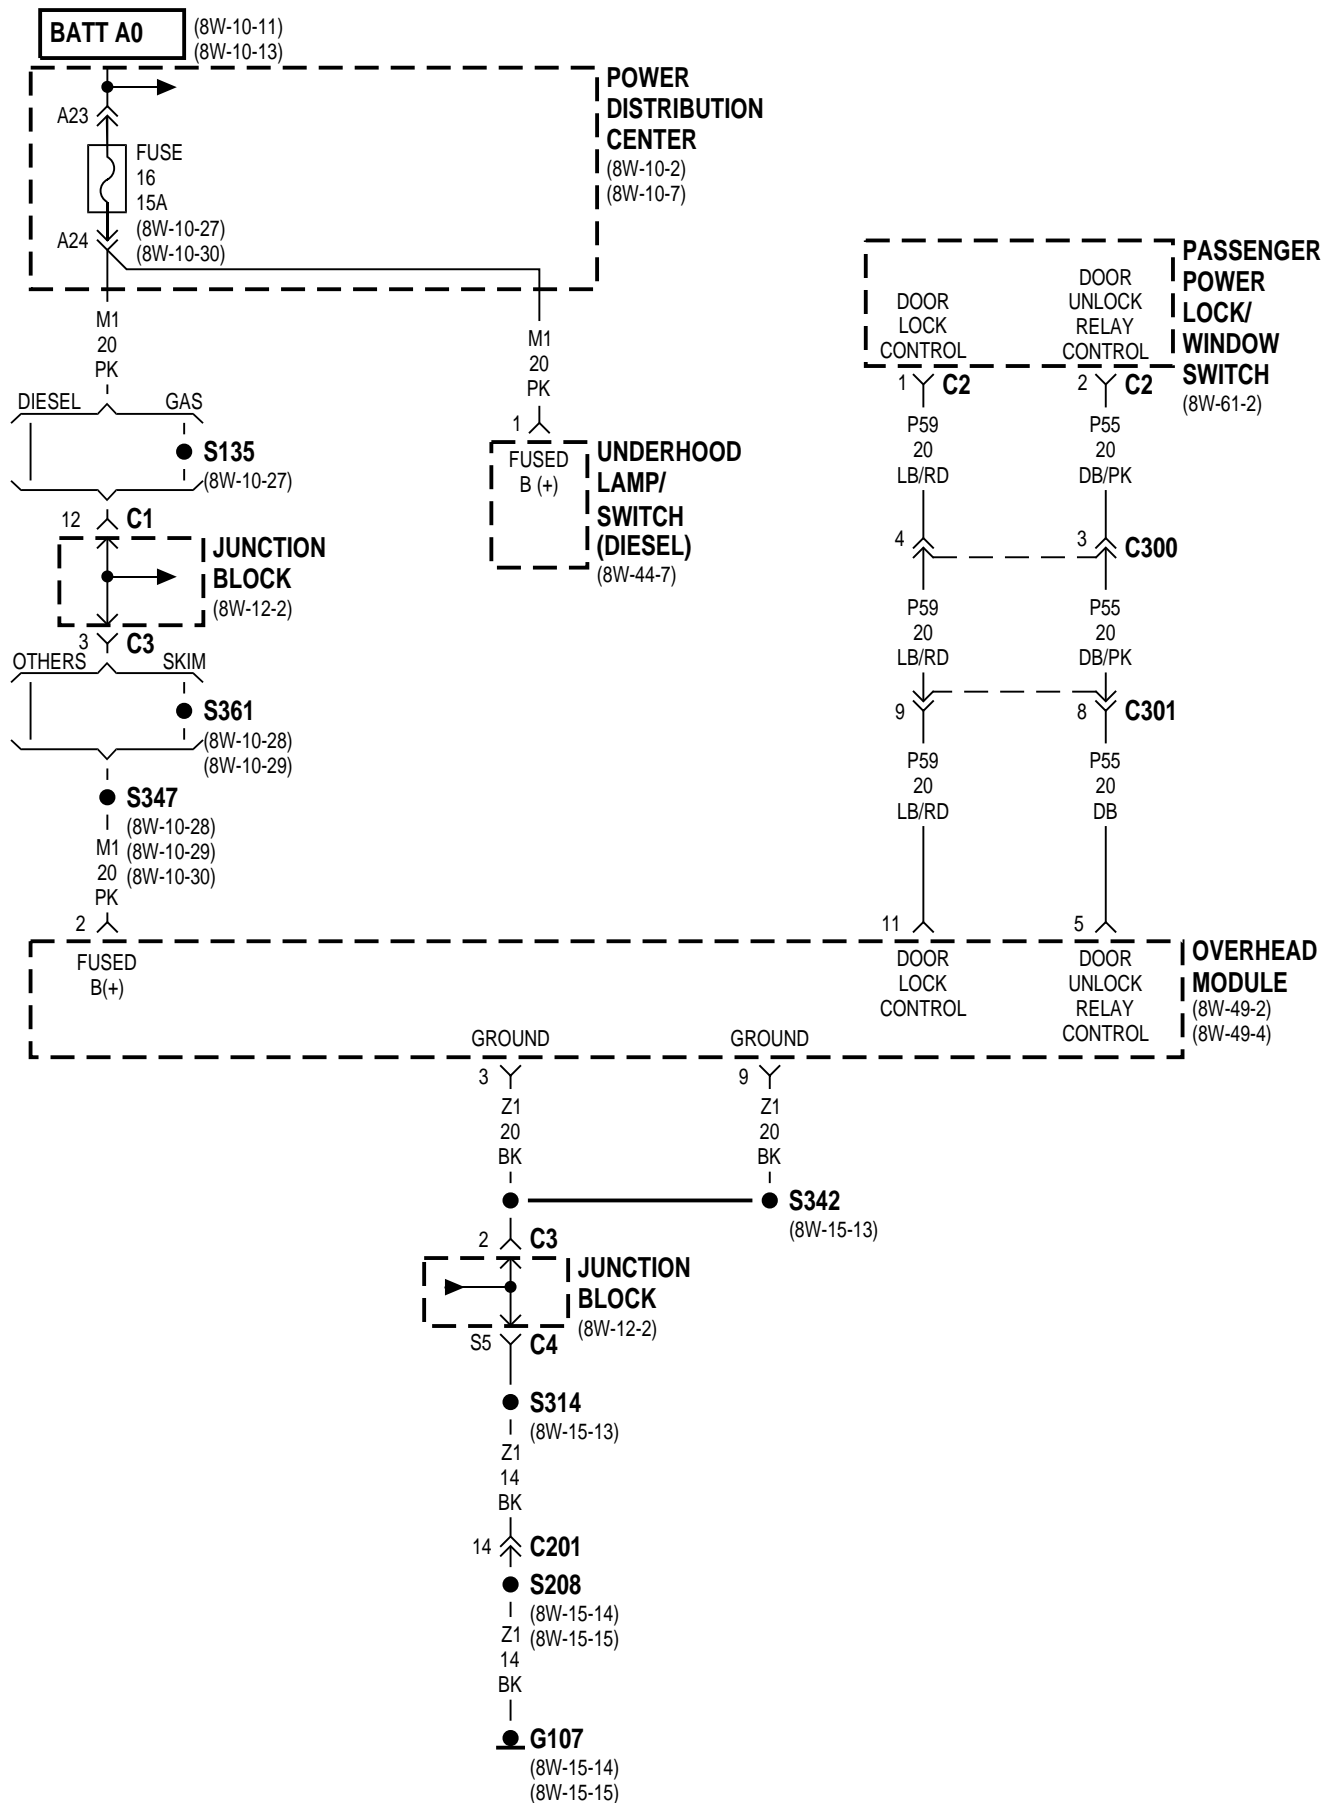 BATT A0
(8W-10-11)
(8W-10-13)
POWER
DISTRIBUTION
CENTER
(8W-10-2)
(8W-10-7)
A23
FUSE
16
15A
(8W-10-27)
(8W-10-30)
A24
M1
20
PK
DIESEL
GAS
S135
(8W-10-27)
12
C1
JUNCTION
BLOCK
(8W-12-2)
3
C3
OTHERS
SKIM
S361
(8W-10-28)
(8W-10-29)
S347
(8W-10-28)
(8W-10-29)
(8W-10-30)
M1
20
PK
2
M1
20
PK
1
FUSED
B (+)
UNDERHOOD
LAMP/
SWITCH
(DIESEL)
(8W-44-7)
PASSENGER
POWER
LOCK/
WINDOW
SWITCH
(8W-61-2)
DOOR
LOCK
CONTROL
DOOR
UNLOCK
RELAY
CONTROL
1
C2
2
C2
P59
20
LB/RD
P55
20
DB/PK
4
3
C300
P59
20
LB/RD
P55
20
DB/PK
9
8
C301
P59
20
LB/RD
P55
20
DB
11
5
FUSED
B(+)
DOOR
LOCK
CONTROL
DOOR
UNLOCK
RELAY
CONTROL
OVERHEAD
MODULE
(8W-49-2)
(8W-49-4)
GROUND
GROUND
3
9
Z1
20
BK
Z1
20
BK
S342
(8W-15-13)
2
C3
JUNCTION
BLOCK
(8W-12-2)
S5
C4
S314
(8W-15-13)
Z1
14
BK
14
C201
S208
(8W-15-14)
(8W-15-15)
Z1
14
BK
G107
(8W-15-14)
(8W-15-15)